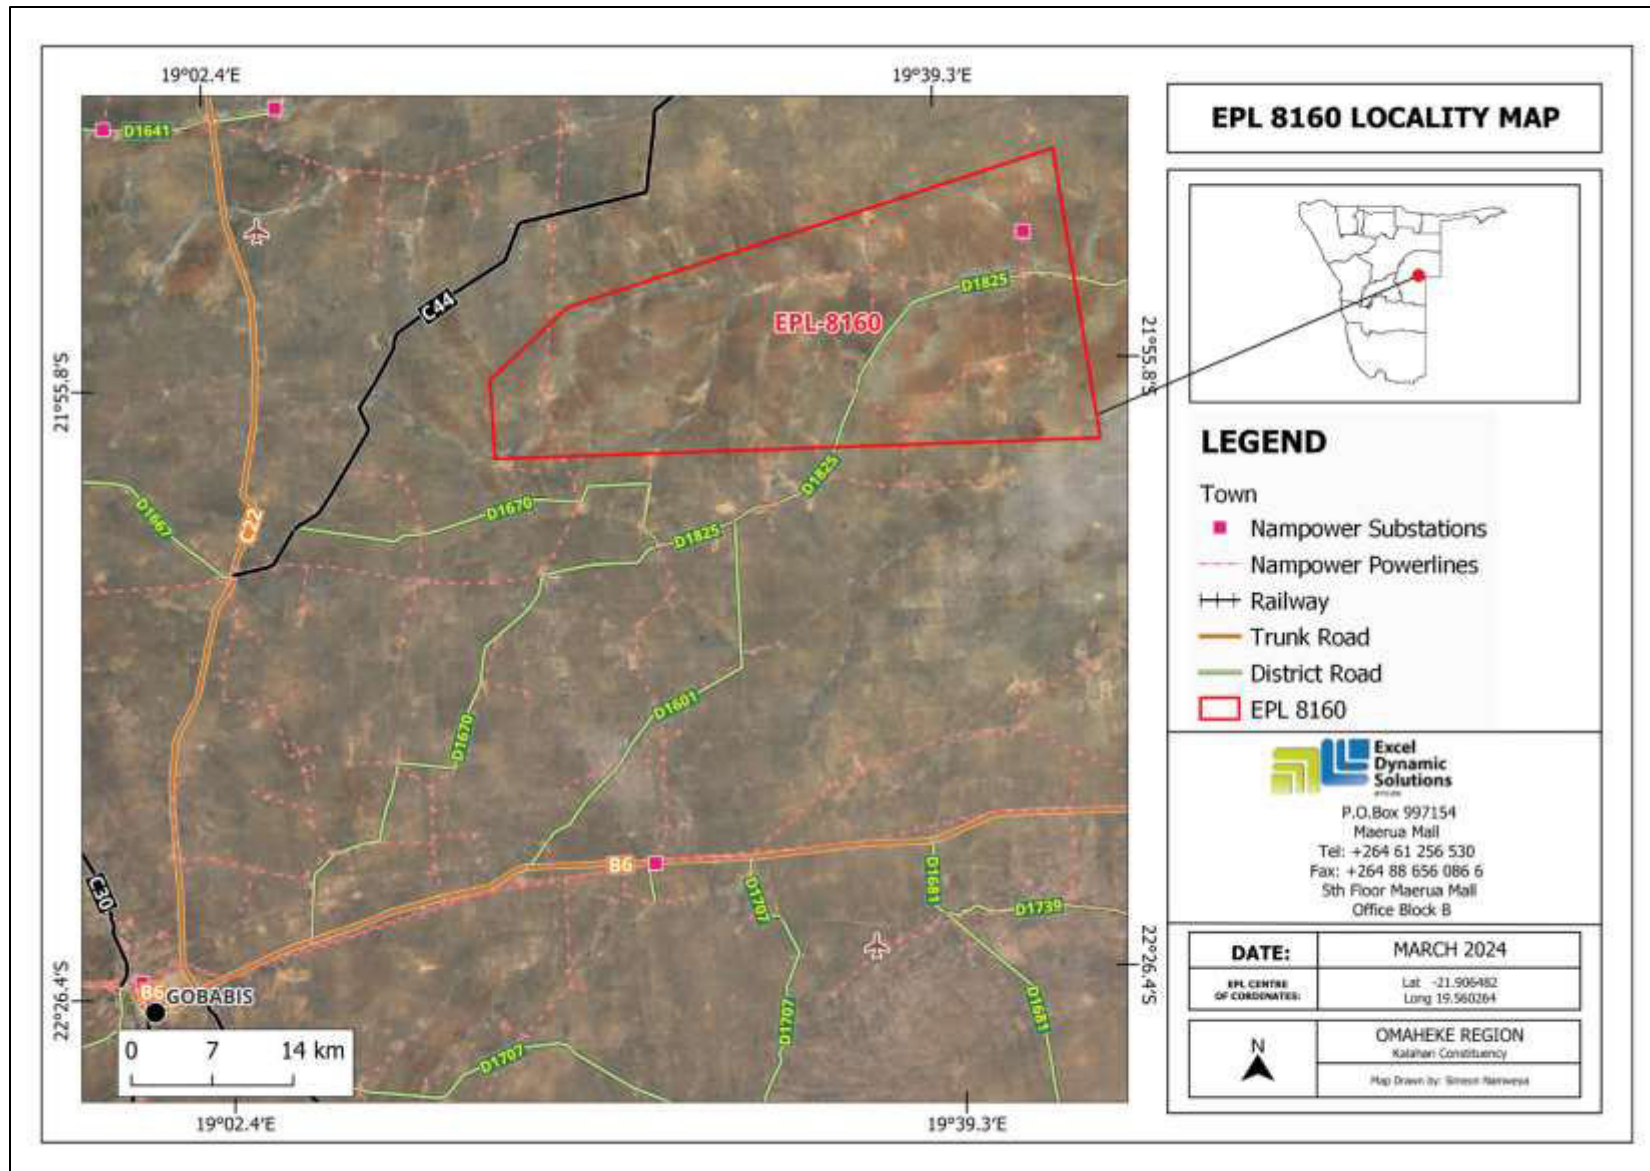 19°02.4'E
19°39.3'E
D1641
C44
D1825
EPL-8160
21°55.8'S
21°55.8'S
D1667
C22
D1670
D1825
D1825
D1670
D1601
B6
C30
D1707
D1681
D1739
22°26.4'S
22°26.4'S
B6
GOBABIS
D1707
D1681
D1707
0 7 14 km
19°02.4'E
19°39.3'E
EPL 8160 LOCALITY MAP
LEGEND
Town
Nampower Substations
Nampower Powerlines
Railway
Trunk Road
District Road
EPL 8160
Excel
Dynamic
Solutions
P.O.Box 997154
Maerua Mall
Tel: +264 61 256 530
Fax: +264 88 656 086 6
5th Floor Maerua Mall
Office Block B
DATE: MARCH 2024
EPL CENTRE
OF CORDINATES:
Lat -21.906482
Long 19.560264
N
OMAHEKE REGION
Kalahari Constituency
Map Drawn by: Simeon Namweya